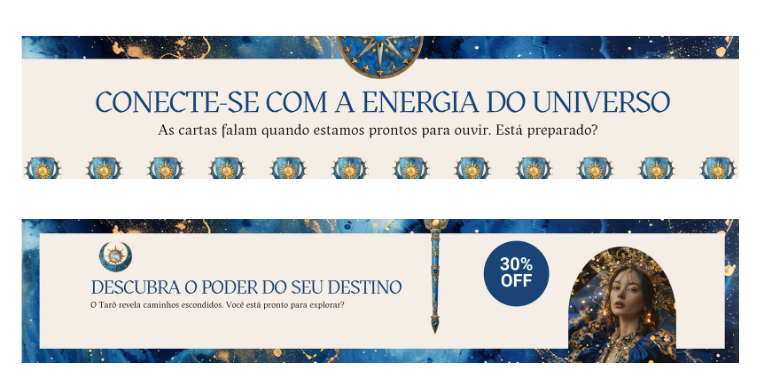 CONECTE-SE COM A ENERGIA DO UNIVERSO
As cartas falam quando estamos prontos para ouvir. Está preparado?
DESCUBRA O PODER DO SEU DESTINO
O Tarô revela caminhos escondidos. Você está pronto para explorar?
30%
OFF